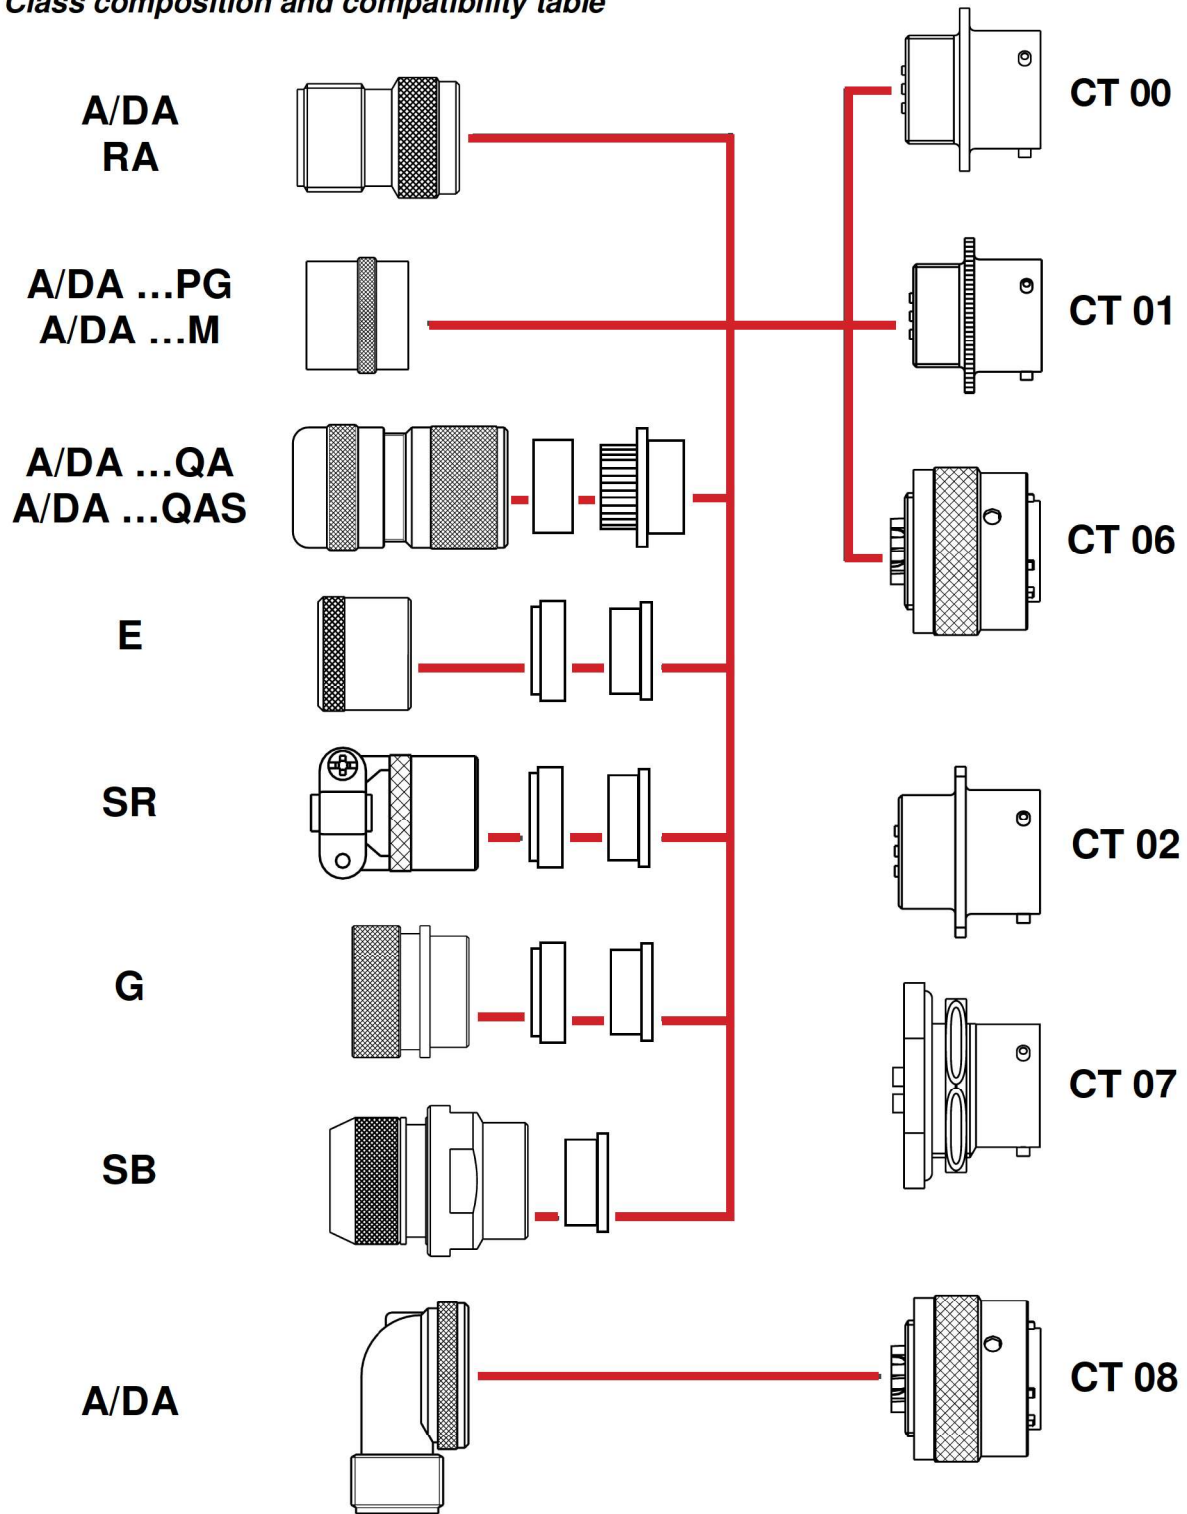 Class composition and compatibility table
A/DA
RA
CT 00
A/DA ...PG
A/DA ...M
CT 01
A/DA ...QA
A/DA ...QAS
CT 06
E
SR
CT 02
G
CT 07
SB
A/DA
CT 08